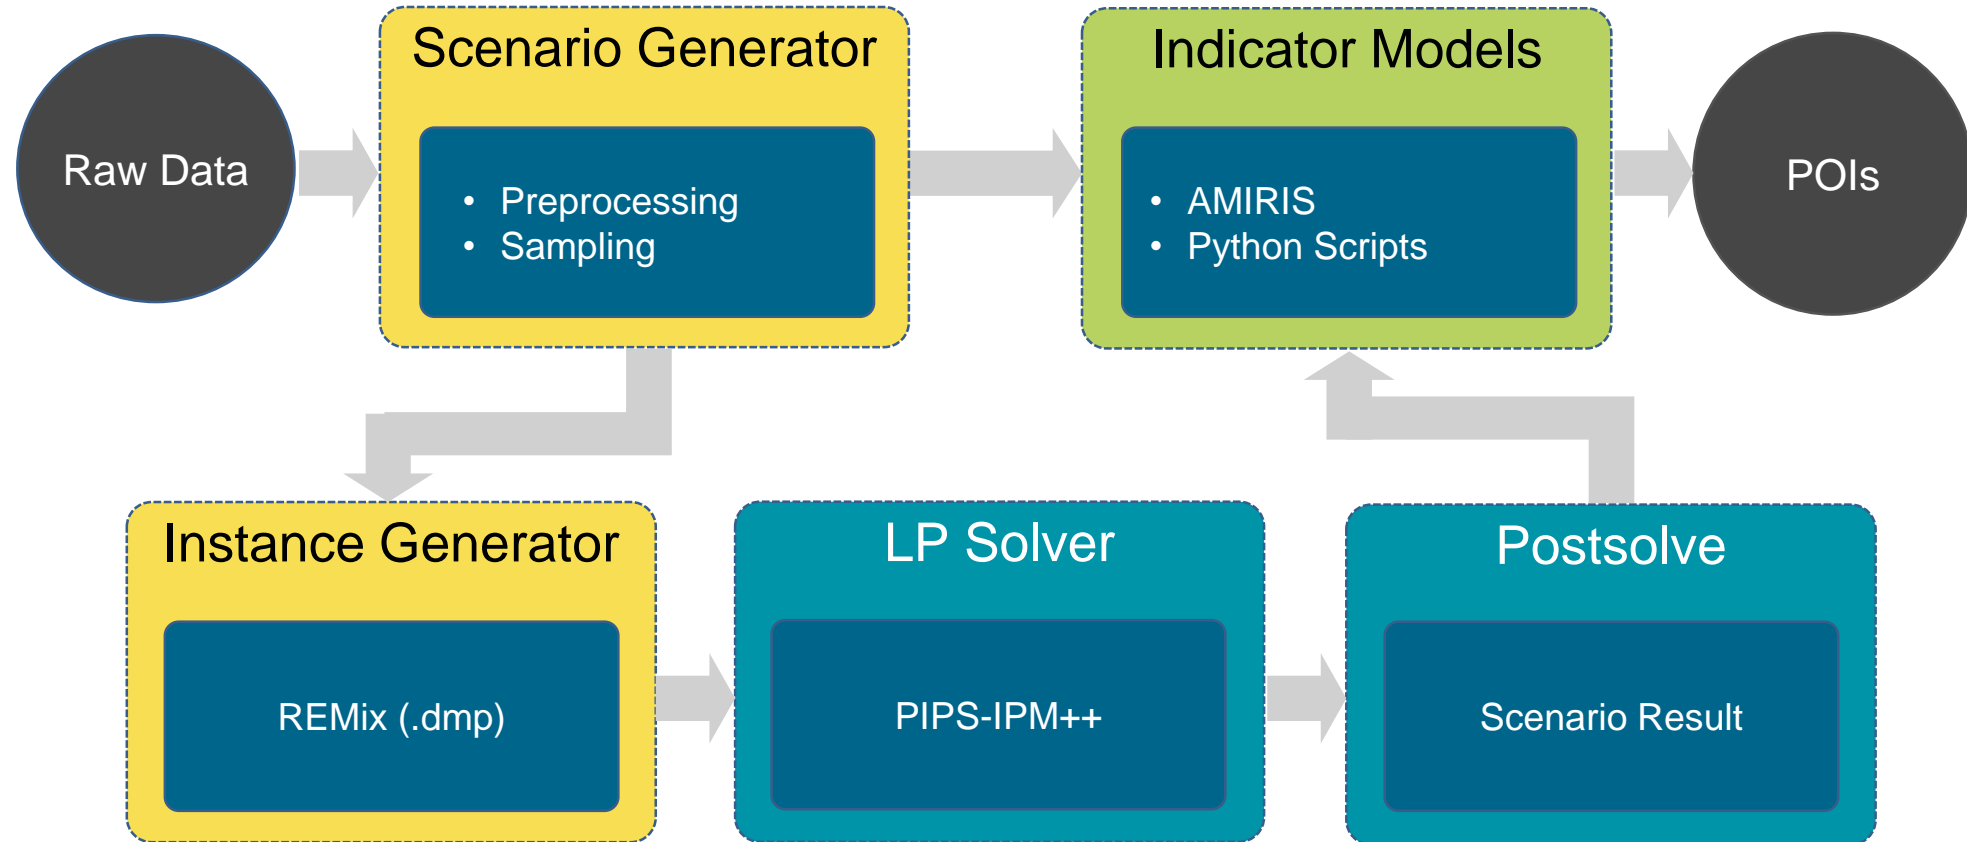 Raw Data
Scenario Generator
• Preprocessing
• Sampling
Indicator Models
• AMIRIS
• Python Scripts
POIs
Instance Generator
REMix (.dmp)
LP Solver
PIPS-IPM++
Postsolve
Scenario Result